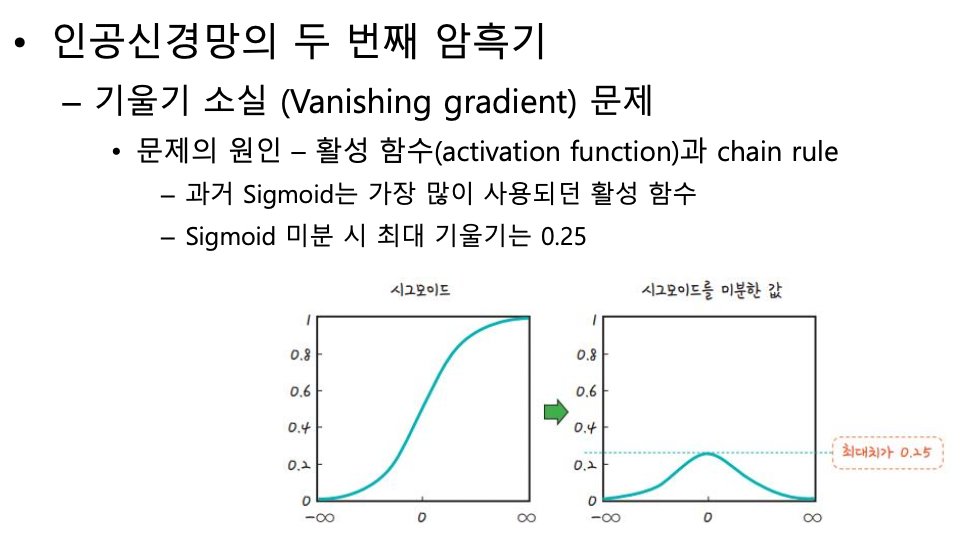 • 인공신경망의 두 번째 암흑기
– 기울기 소실 (Vanishing gradient) 문제
• 문제의 원인 – 활성 함수(activation function)과 chain rule
– 과거 Sigmoid는 가장 많이 사용되던 활성 함수
– Sigmoid 미분 시 최대 기울기는 0.25
시그모이드
1
0.8
0.6
0.4
0.2
0
-∞ 0 ∞
시그모이드를 미분한 값
1
0.8
0.6
0.4
0.2
0
-∞ 0 ∞
최대치가 0.25